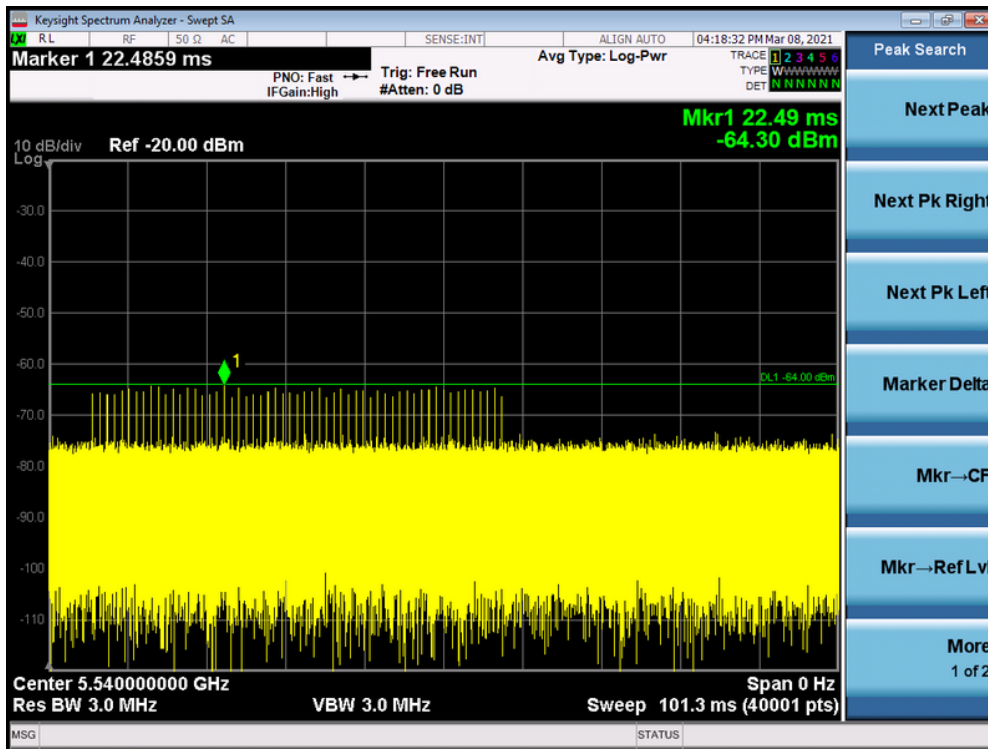 Keysight Spectrum Analyzer - Swept SA
LXI RL RF 50 Ω AC SENSE:INT ALIGN AUTO 04:18:32 PM Mar 08, 2021
Marker 1 22.4859 ms
PNO: Fast
IFGain:High
Trig: Free Run
#Atten: 0 dB
Avg Type: Log-Pwr
TRACE 1 2 3 4 5 6
TYPE WWWWWW
DET N N N N N N
Mkr1 22.49 ms
-64.30 dBm
10 dB/div Ref -20.00 dBm
Log
-30.0
-40.0
-50.0
-60.0
1
DL1 -64.00 dBm
-70.0
-80.0
-90.0
-100
-110
Center 5.540000000 GHz Span 0 Hz
Res BW 3.0 MHz VBW 3.0 MHz Sweep 101.3 ms (40001 pts)
MSG STATUS
Peak Search
Next Peak
Next Pk Right
Next Pk Left
Marker Delta
Mkr→CF
Mkr→Ref Lvl
More
1 of 2